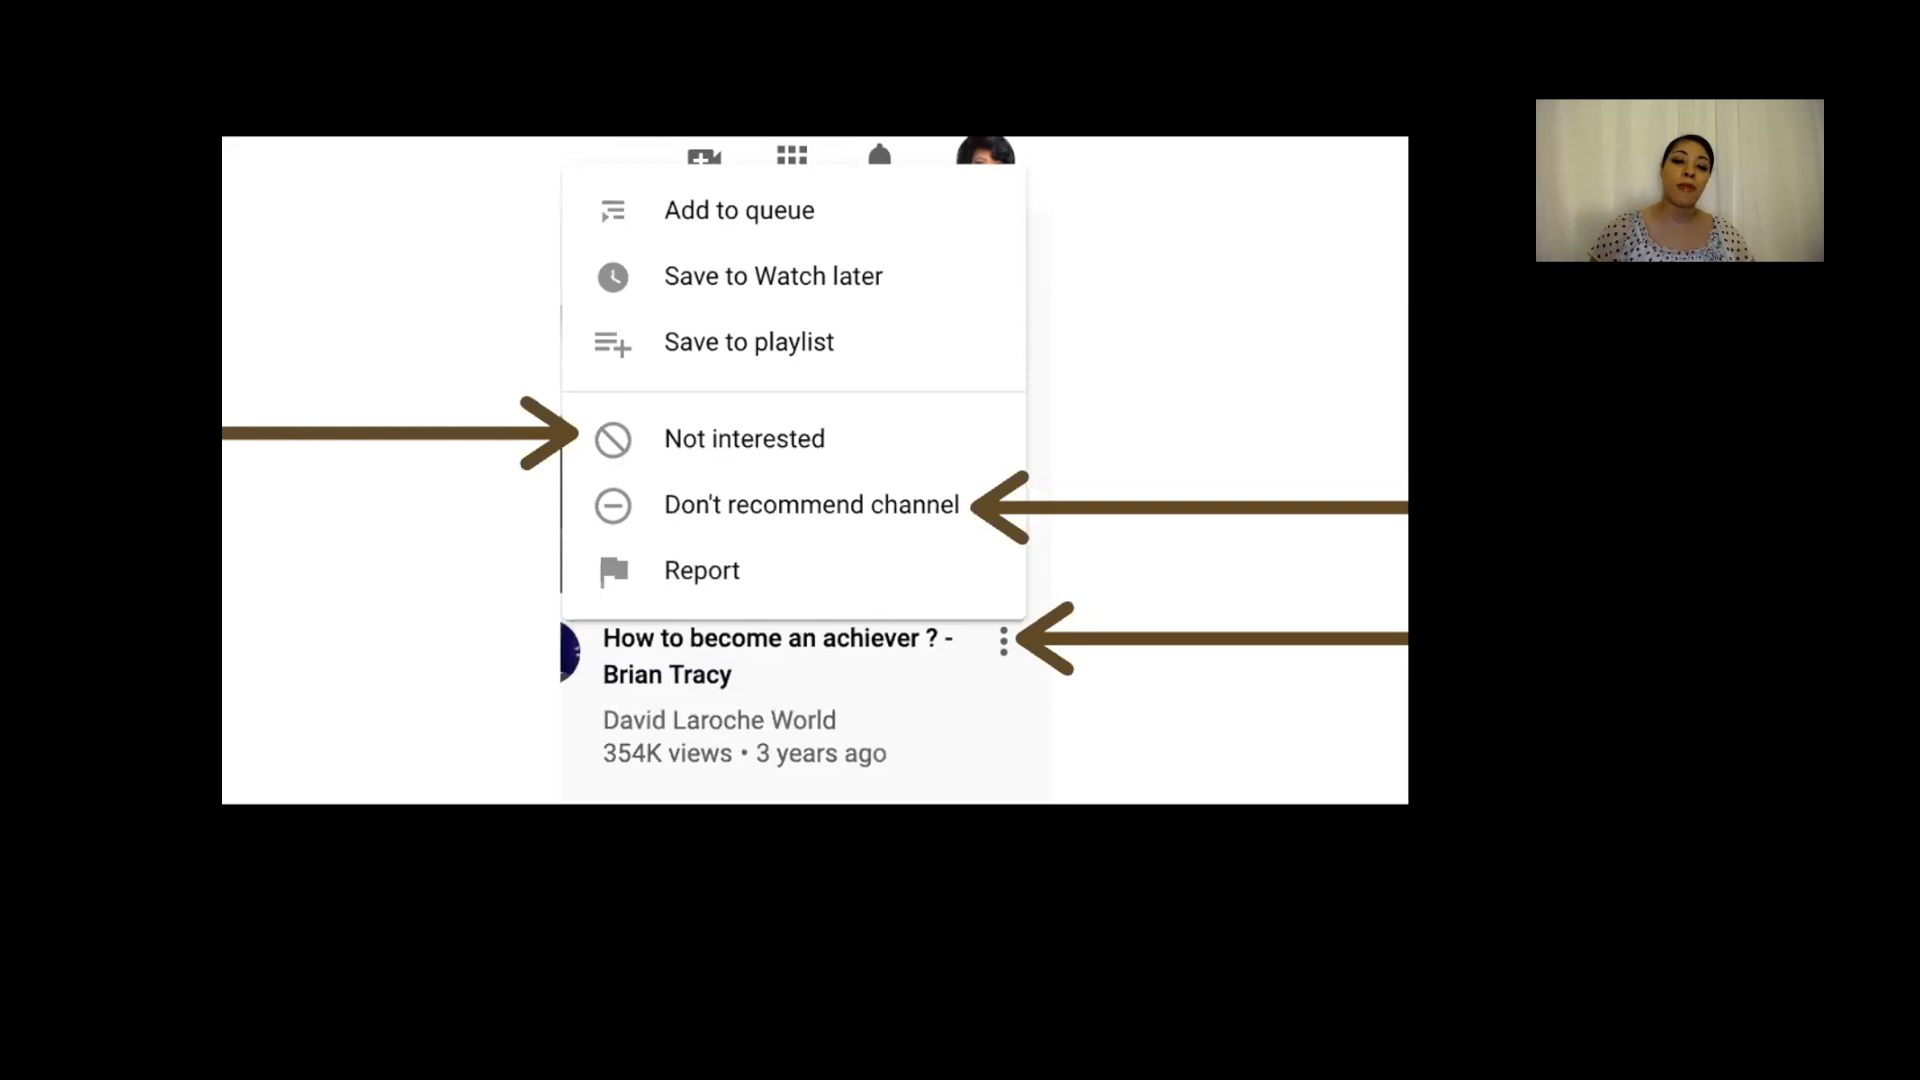 Add to queue
Save to Watch later
Save to playlist
Not interested
Don't recommend channel
Report
How to become an achiever ? -
Brian Tracy
David Laroche World
354K views • 3 years ago